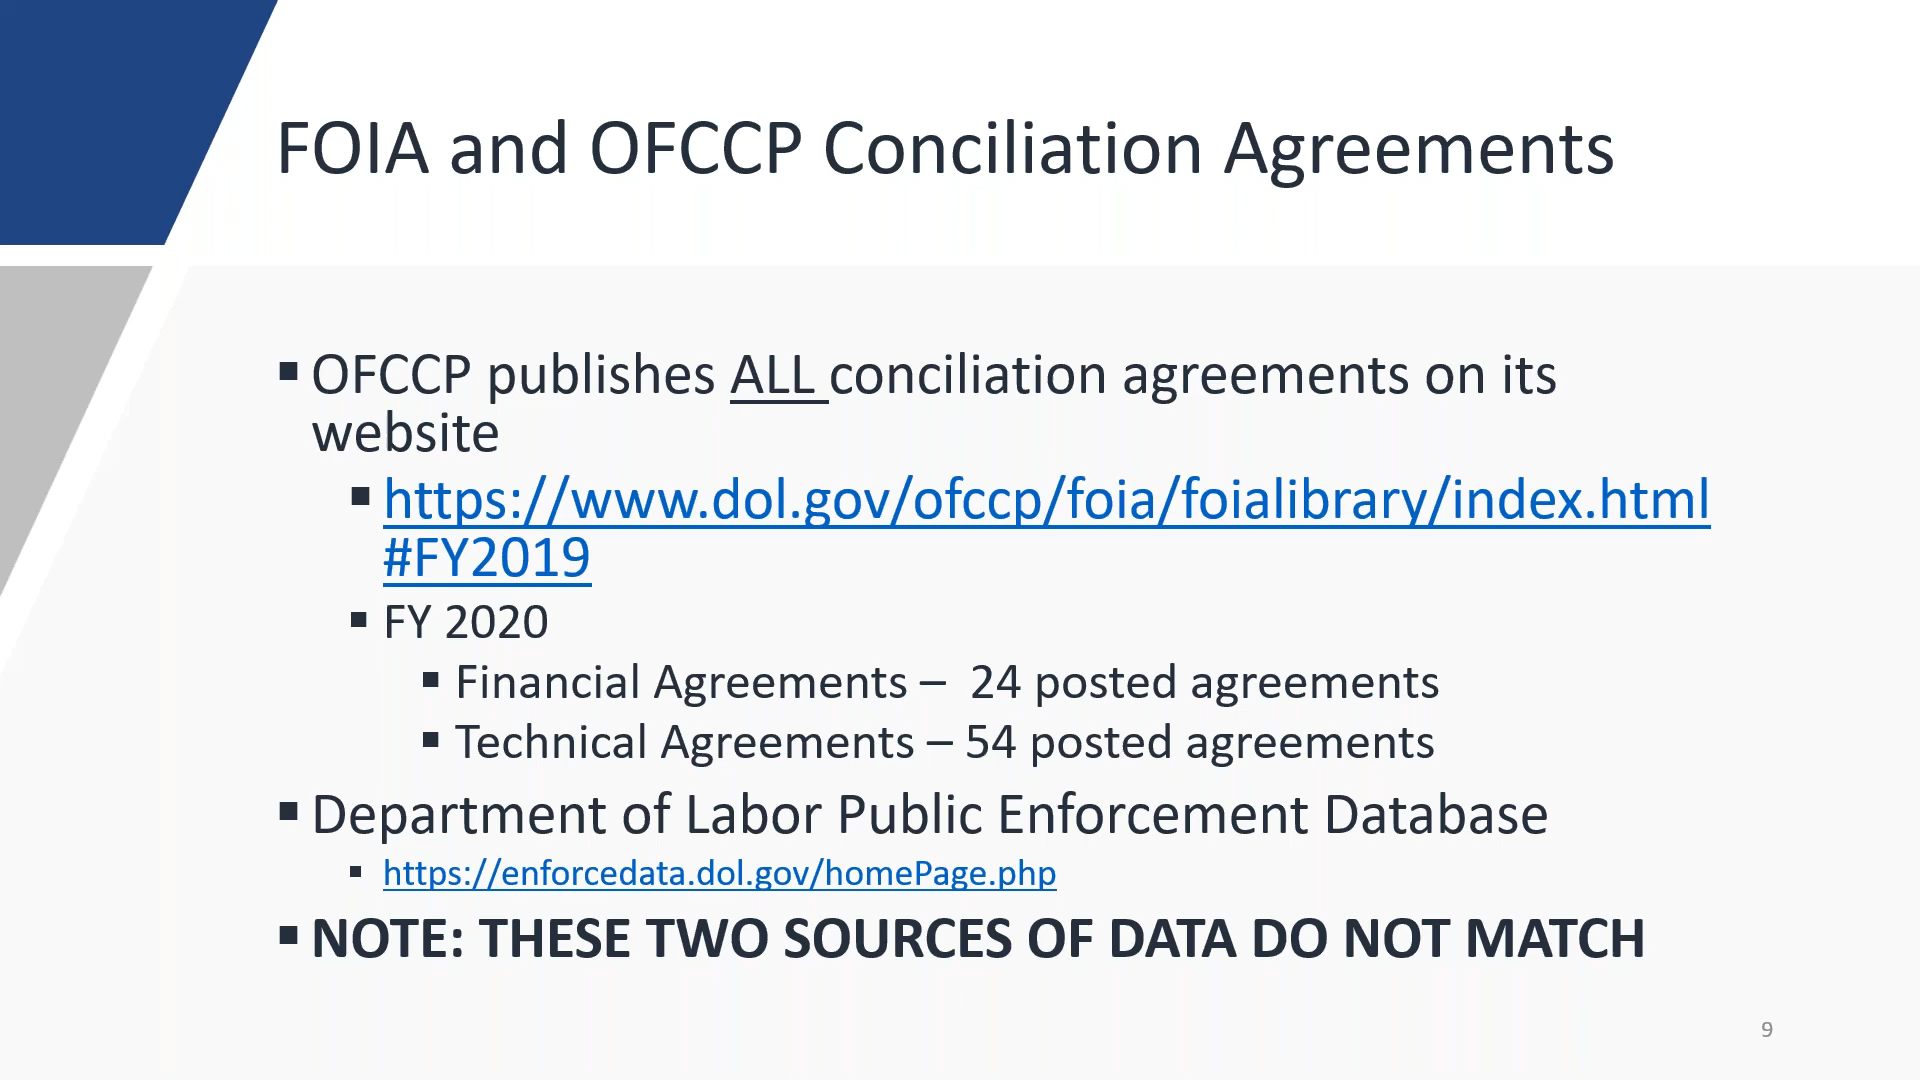 FOIA and OFCCP Conciliation Agreements
▪ OFCCP publishes ALL conciliation agreements on its
website
▪ https://www.dol.gov/ofccp/foia/foialibrary/index.html
#FY2019
▪ FY 2020
▪ Financial Agreements – 24 posted agreements
▪ Technical Agreements – 54 posted agreements
▪ Department of Labor Public Enforcement Database
▪ https://enforcedata.dol.gov/homePage.php
▪ NOTE: THESE TWO SOURCES OF DATA DO NOT MATCH
9